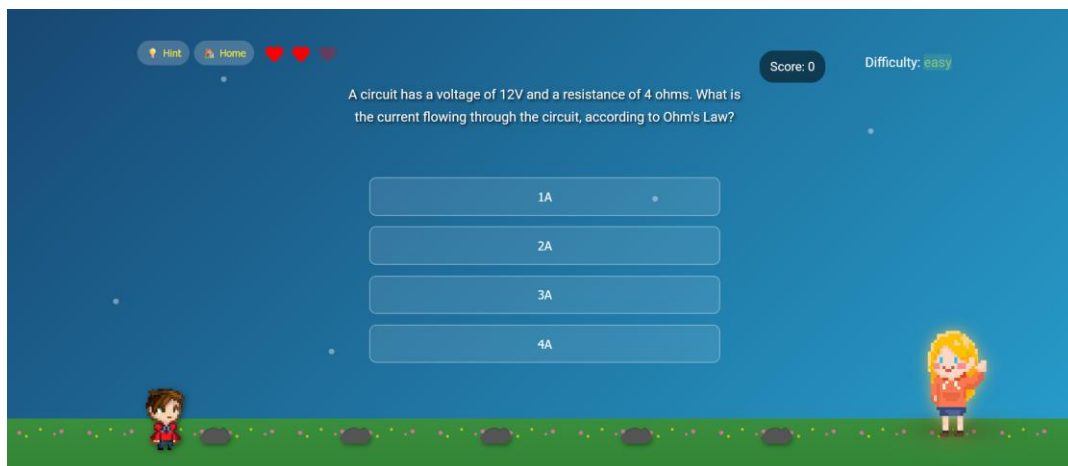 Hint
Home
Score: 0
Difficulty: easy
A circuit has a voltage of 12V and a resistance of 4 ohms. What is
the current flowing through the circuit, according to Ohm's Law?
1A
2A
3A
4A